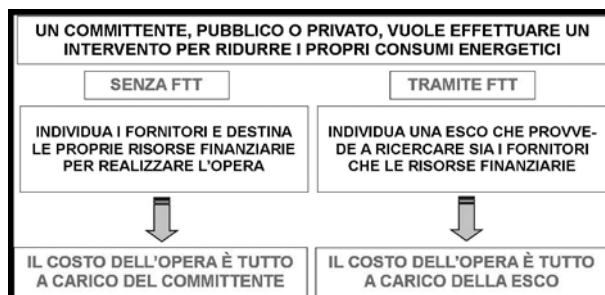 UN COMMITTENTE, PUBBLICO O PRIVATO, VUOLE EFFETTUARE UN
INTERVENTO PER RIDURRE I PROPRI CONSUMI ENERGETICI
SENZA FTT
INDIVIDUA I FORNITORI E DESTINA
LE PROPRIE RISORSE FINANZIARIE
PER REALIZZARE L'OPERA
IL COSTO DELL'OPERA È TUTTO
A CARICO DEL COMMITTENTE
TRAMITE FTT
INDIVIDUA UNA ESCO CHE PROVVE-
DE A RICERCARE SIA I FORNITORI
CHE LE RISORSE FINANZIARIE
IL COSTO DELL'OPERA È TUTTO
A CARICO DELLA ESCO